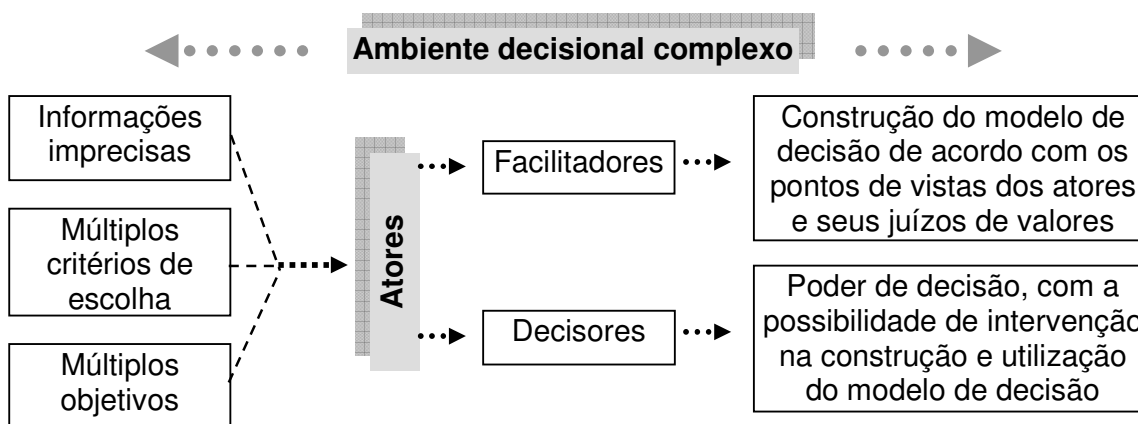 Ambiente decisional complexo
Informações
imprecisas
Múltiplos
critérios de
escolha
Múltiplos
objetivos
Atores
Facilitadores
Decisores
Construção do modelo de
decisão de acordo com os
pontos de vistas dos atores
e seus juízos de valores
Poder de decisão, com a
possibilidade de intervenção
na construção e utilização
do modelo de decisão